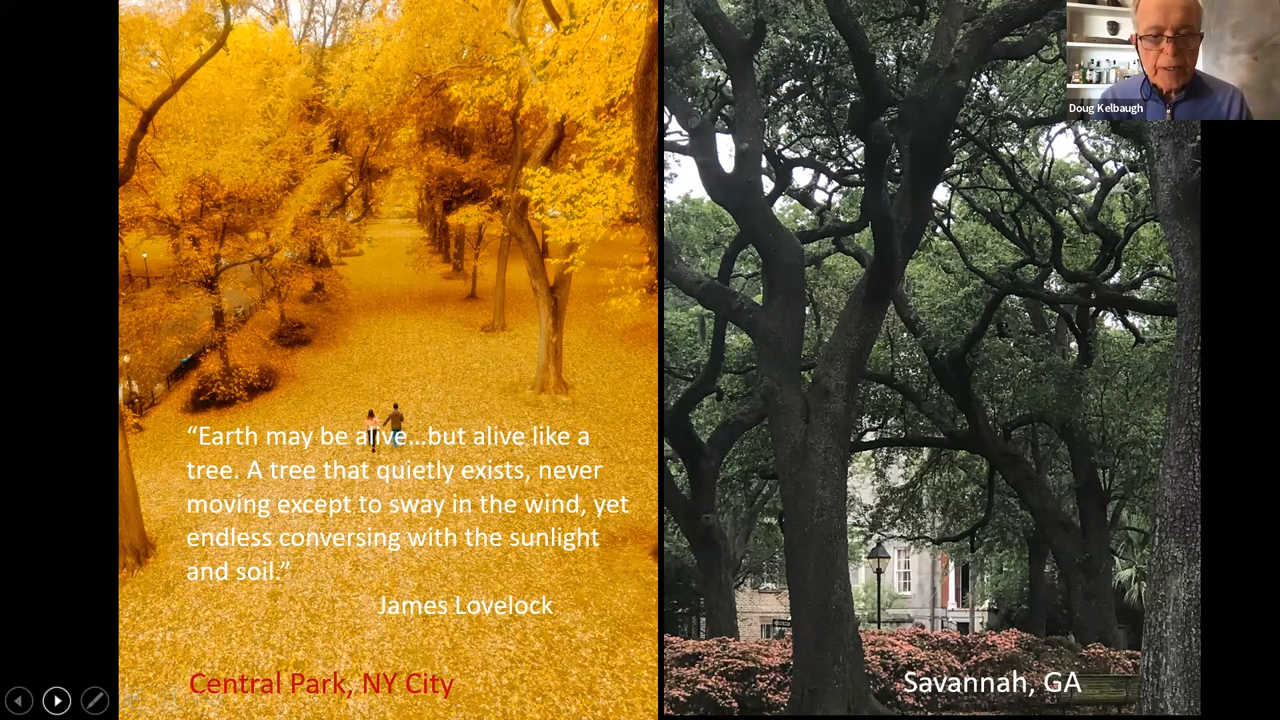 Doug Kelbaugh
“Earth may be alive...but alive like a
tree. A tree that quietly exists, never
moving except to sway in the wind, yet
endless conversing with the sunlight
and soil.”
James Lovelock
Central Park, NY City
Savannah, GA